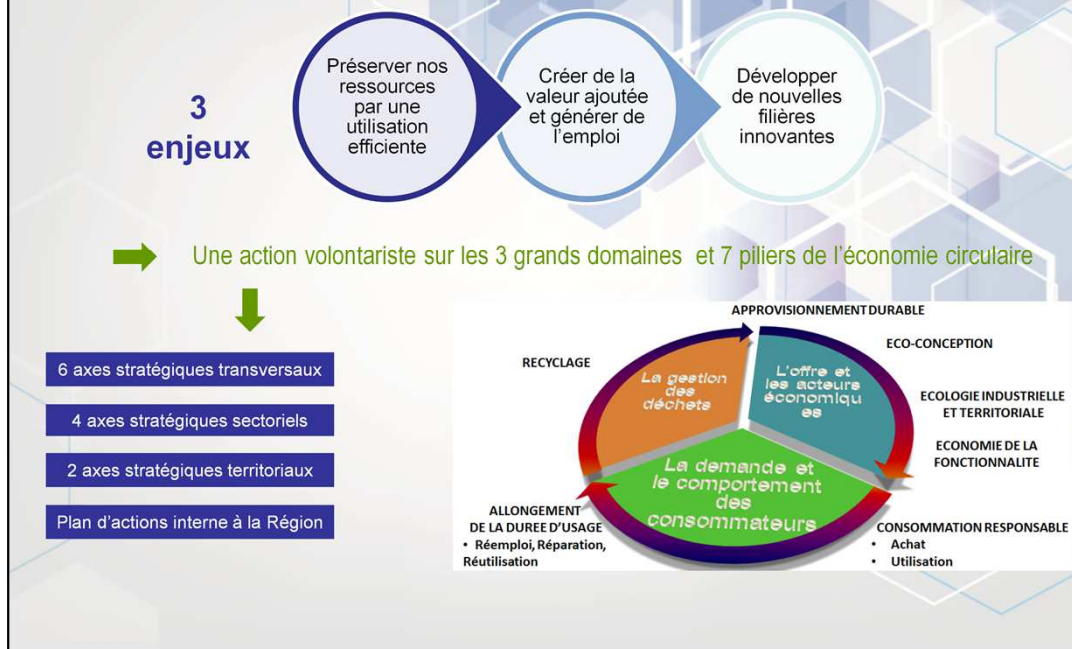 3
enjeux
Préserver nos
ressources
par une
utilisation
efficiente
Créer de la
valeur ajoutée
et générer de
l'emploi
Développer
de nouvelles
filières
innovantes
Une action volontariste sur les 3 grands domaines et 7 piliers de l'économie circulaire
6 axes stratégiques transversaux
4 axes stratégiques sectoriels
2 axes stratégiques territoriaux
Plan d'actions interne à la Région
APPROVISIONNEMENT DURABLE
RECYCLAGE
ECO-CONCEPTION
La gestion
des
déchets
L'offre et
les acteurs
économiqu
es
ECOLOGIE INDUSTRIELLE
ET TERRITORIALE
ECONOMIE DE LA
FONCTIONNALITE
La demande et
le comportement
des
consommateurs
ALLONGEMENT
DE LA DUREE D'USAGE
• Réemploi, Réparation,
Réutilisation
CONSOMMATION RESPONSABLE
• Achat
• Utilisation